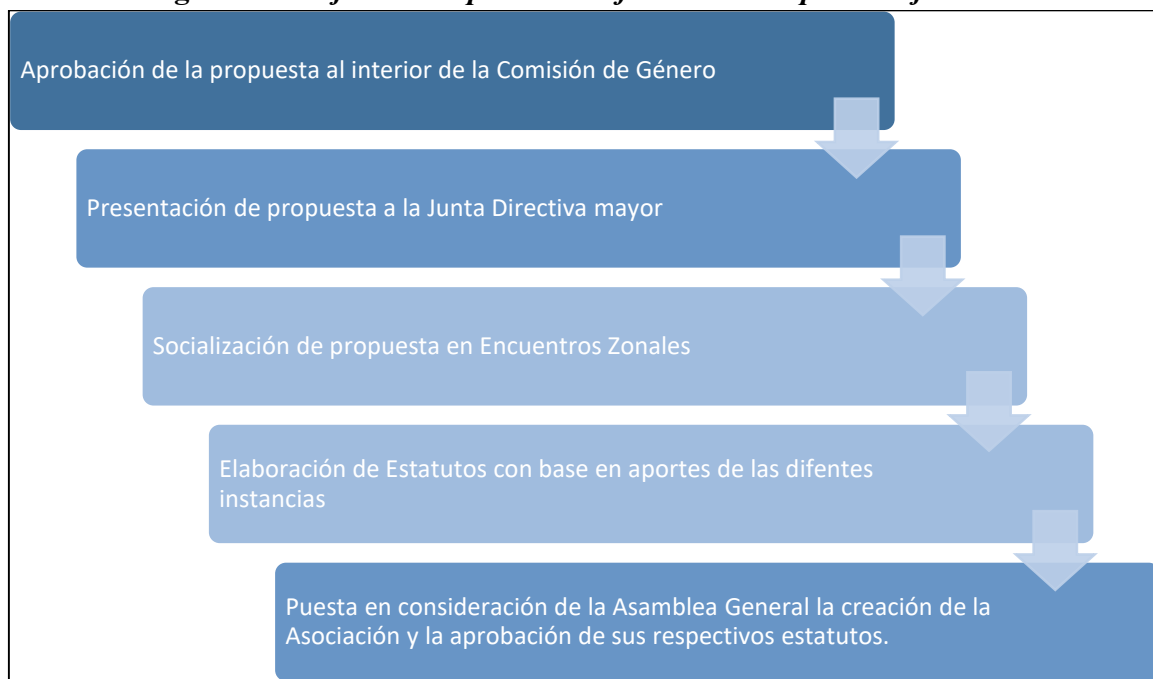 Aprobación de la propuesta al interior de la Comisión de Género
Presentación de propuesta a la Junta Directiva mayor
Socialización de propuesta en Encuentros Zonales
Elaboración de Estatutos con base en aportes de las difentes
instancias
Puesta en consideración de la Asamblea General la creación de la
Asociación y la aprobación de sus respectivos estatutos.